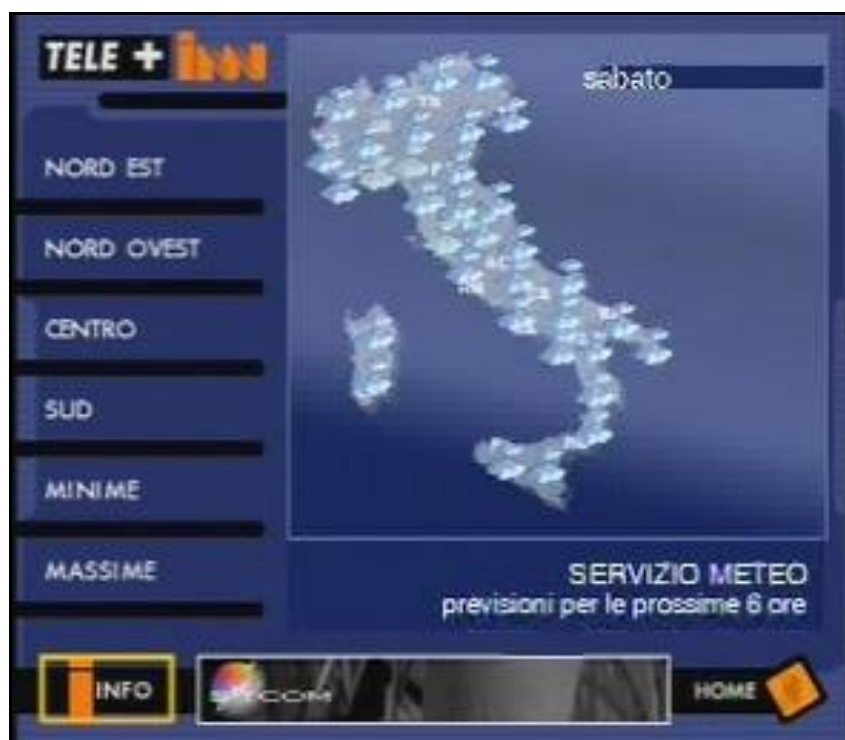 TELE +
sabato
NORD EST
NORD OVEST
CENTRO
SUD
MINIME
MASSIME
SERVIZIO METEO
previsioni per le prossime 6 ore
INFO
HOME